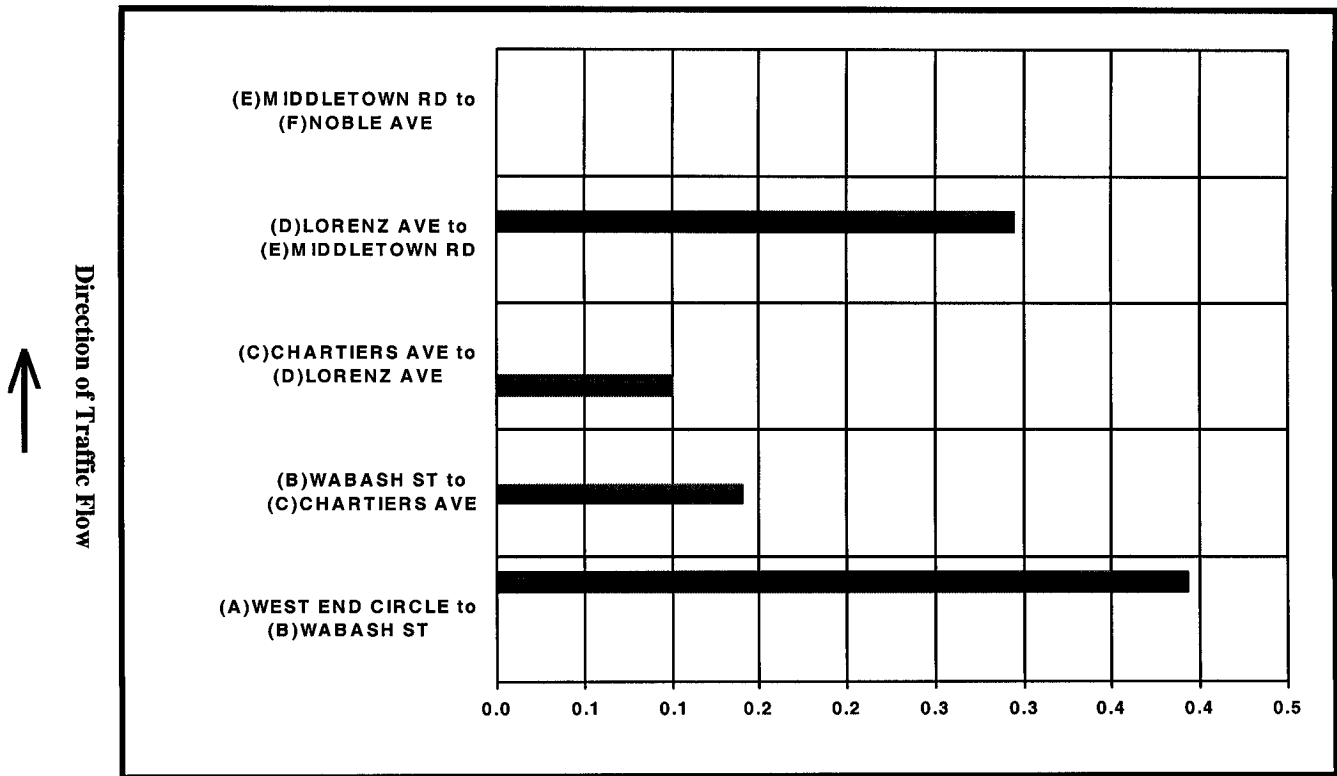 (E)MIDDLETOWN RD to
(F)NOBLE AVE
(D)LORENZ AVE to
(E)MIDDLETOWN RD
(C)CHARTIERS AVE to
(D)LORENZ AVE
(B)WABASH ST to
(C)CHARTIERS AVE
(A)WEST END CIRCLE to
(B)WABASH ST
Direction of Traffic Flow
0.0 0.1 0.1 0.2 0.2 0.3 0.3 0.4 0.4 0.5